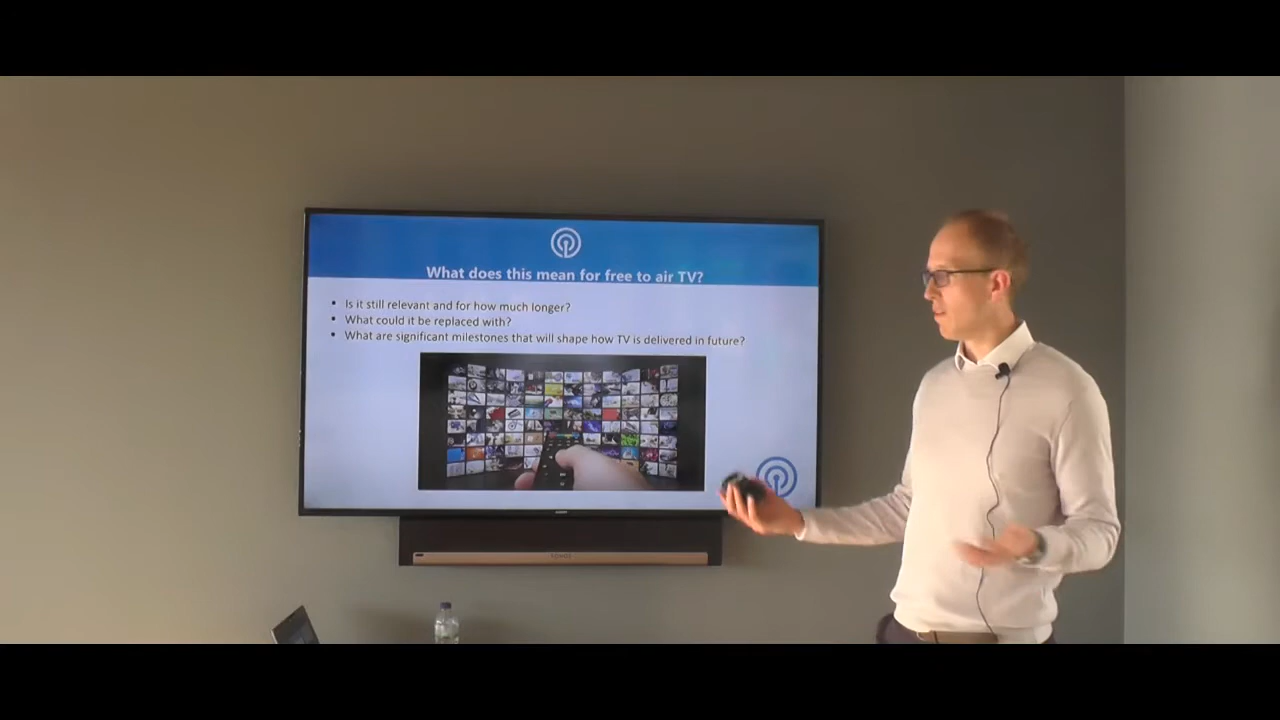 What does this mean for free to air TV?
Is it still relevant and for how much longer?
What could it be replaced with?
What are significant milestones that will shape how TV is delivered in future?